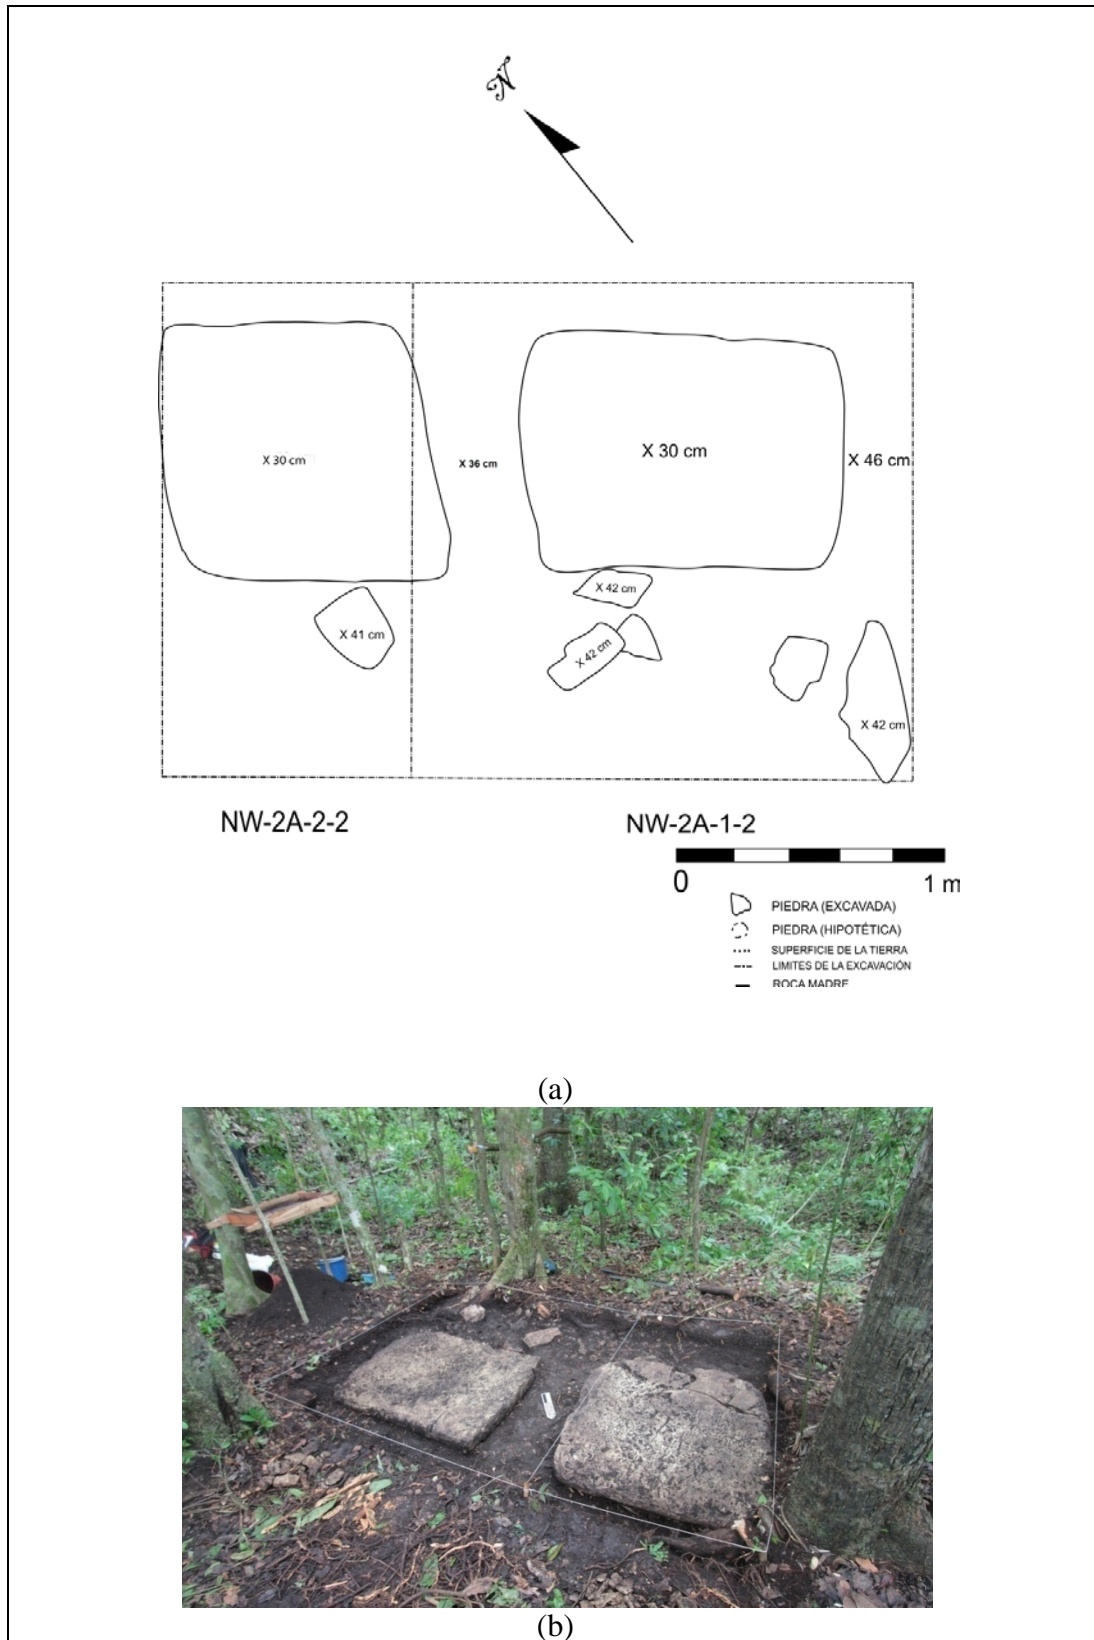 N
X 30 cm
X 36 cm
X 30 cm
X 46 cm
X 42 cm
X 41 cm
X 42 cm
X 42 cm
NW-2A-2-2
NW-2A-1-2
0 1 m
PIEDRA (EXCAVADA)
PIEDRA (HIPOTÉTICA)
SUPERFICIE DE LA TIERRA
LIMITES DE LA EXCAVACIÓN
ROCA MADRE
(a)
(b)